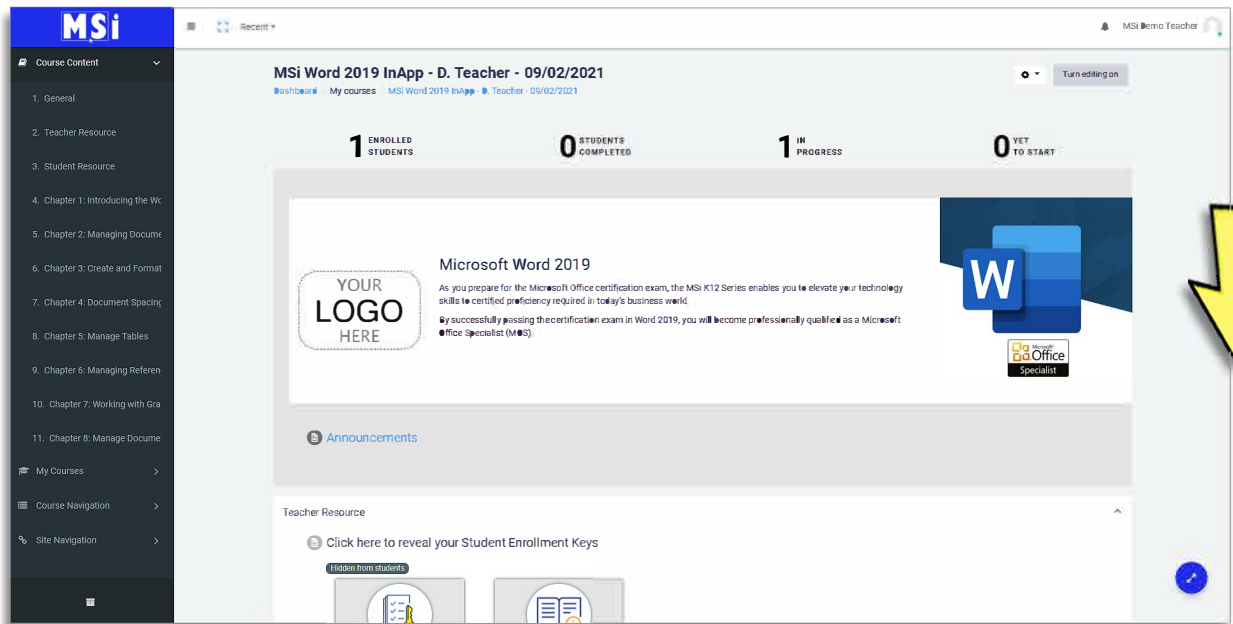 MSi
Recent
MSi Demo Teacher
Course Content
1. General
2. Teacher Resource
3. Student Resource
4. Chapter 1: Introducing the Wo
5. Chapter 2: Managing Docume
6. Chapter 3: Create and Format
7. Chapter 4: Document Spacing
8. Chapter 5: Manage Tables
9. Chapter 6: Managing Referen
10. Chapter 7: Working with Gra
11. Chapter 8: Manage Docume
My Courses
Course Navigation
Site Navigation
MSi Word 2019 InApp - D. Teacher - 09/02/2021
Turn editing on
Dashboard / My courses / MSi Word 2019 InApp - D. Teacher - 09/02/2021
1 ENROLLED STUDENTS
0 STUDENTS COMPLETED
1 IN PROGRESS
0 YET TO START
YOUR
LOGO
HERE
Microsoft Word 2019
As you prepare for the Microsoft Office certification exam, the MSi K12 Series enables you to elevate your technology
skills to certified proficiency required in today's business world.
By successfully passing the certification exam in Word 2019, you will become professionally qualified as a Microsoft
Office Specialist (MOS).
W
Microsoft
Office
Specialist
Announcements
Teacher Resource
Click here to reveal your Student Enrollment Keys
Hidden from students